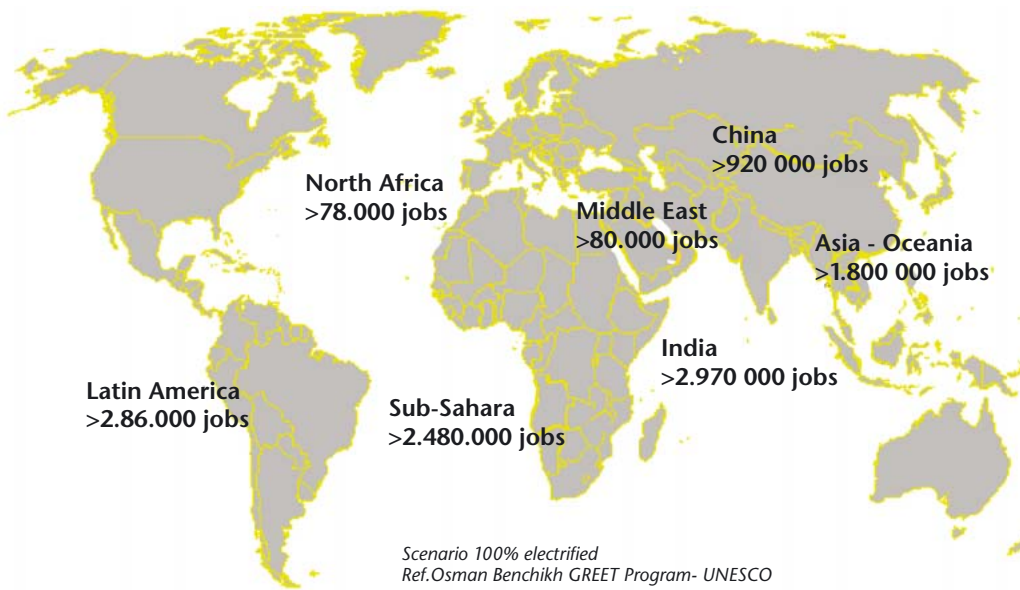 China
>920 000 jobs
North Africa
>78.000 jobs
Middle East
>80.000 jobs
Asia - Oceania
>1.800 000 jobs
India
>2.970 000 jobs
Latin America
>2.86.000 jobs
Sub-Sahara
>2.480.000 jobs
Scenario 100% electrified
Ref.Osman Benchikh GREET Program- UNESCO